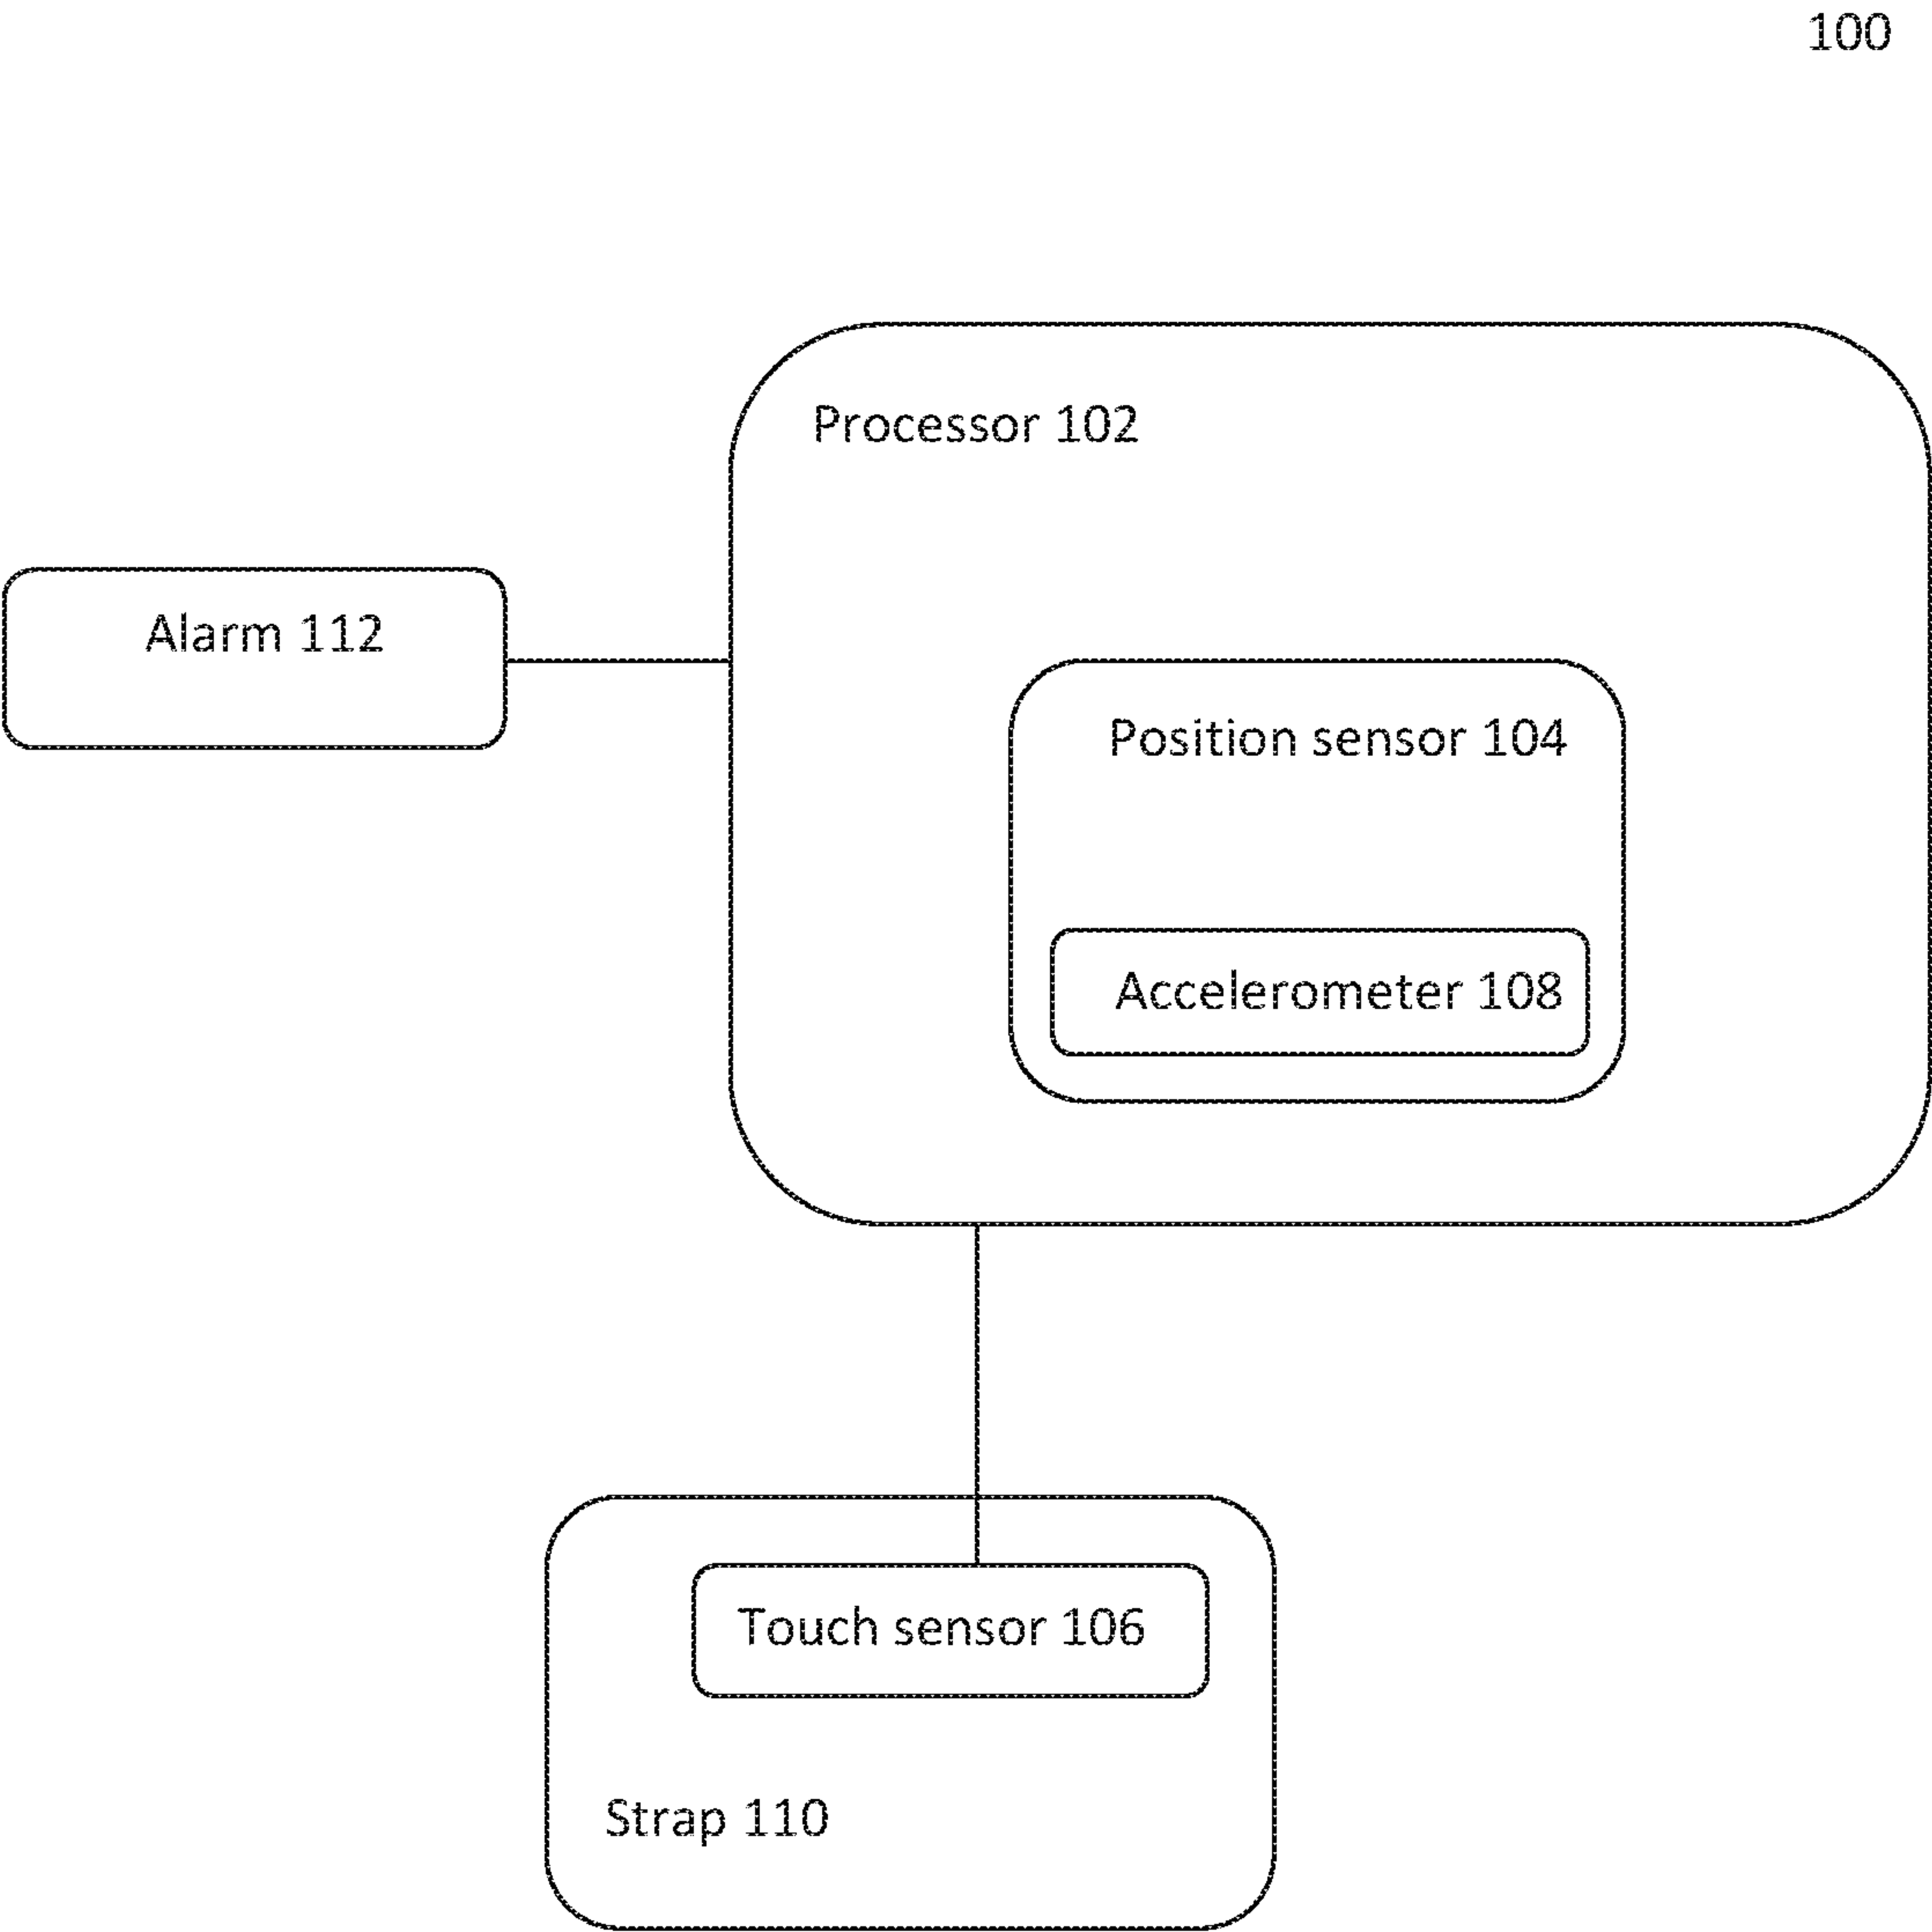 100
Processor 102
Alarm 112
Position sensor 104
Accelerometer 108
Touch sensor 106
Strap 110